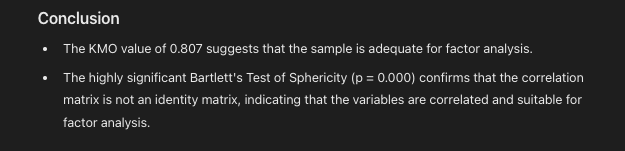 Conclusion
• The KMO value of 0.807 suggests that the sample is adequate for factor analysis.
• The highly significant Bartlett's Test of Sphericity (p = 0.000) confirms that the correlation
matrix is not an identity matrix, indicating that the variables are correlated and suitable for
factor analysis.